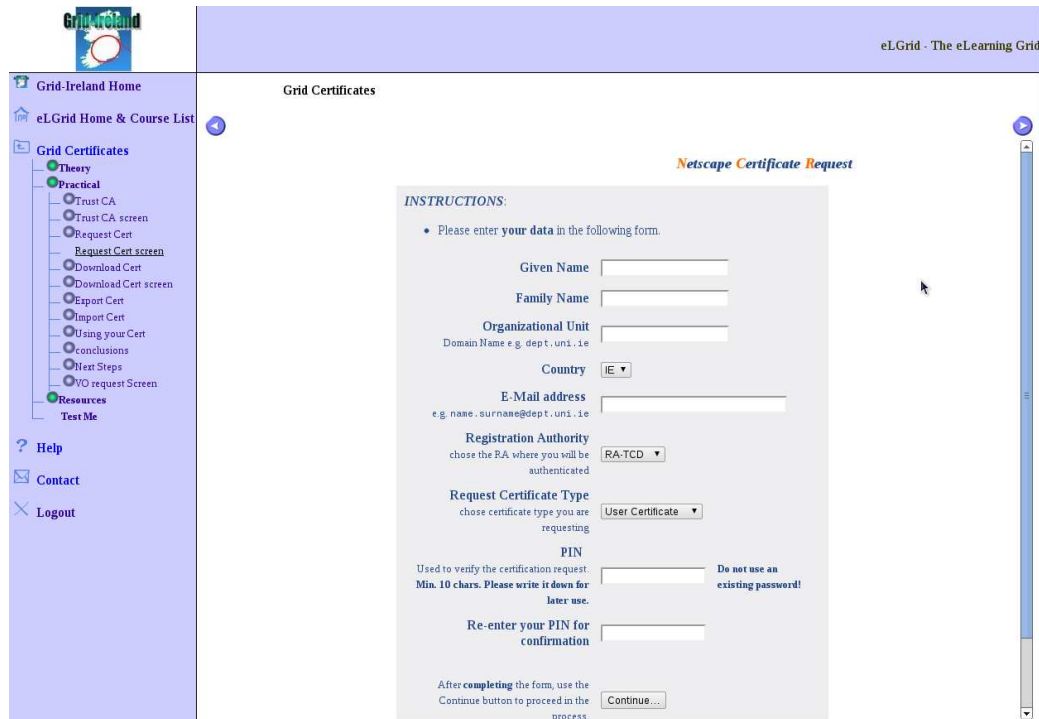 Grid-Ireland
eLGrid - The eLearning Grid
Grid-Ireland Home
eLGrid Home & Course List
Grid Certificates
Theory
Practical
Trust CA
Trust CA screen
Request Cert
Request Cert screen
Download Cert
Download Cert screen
Export Cert
Import Cert
Using your Cert
conclusions
Next Steps
VO request Screen
Resources
Test Me
Help
Contact
Logout
Grid Certificates
Netscape Certificate Request
INSTRUCTIONS:
• Please enter your data in the following form.
Given Name
Family Name
Organizational Unit
Domain Name e.g. dept.uni.ie
Country IE
E-Mail address
e.g. name.surname@dept.uni.ie
Registration Authority
chose the RA where you will be
authenticated
RA-TCD
Request Certificate Type
chose certificate type you are
requesting
User Certificate
PIN
Used to verify the certification request.
Min. 10 chars. Please write it down for
later use.
Do not use an
existing password!
Re-enter your PIN for
confirmation
After completing the form, use the
Continue button to proceed in the
process.
Continue...